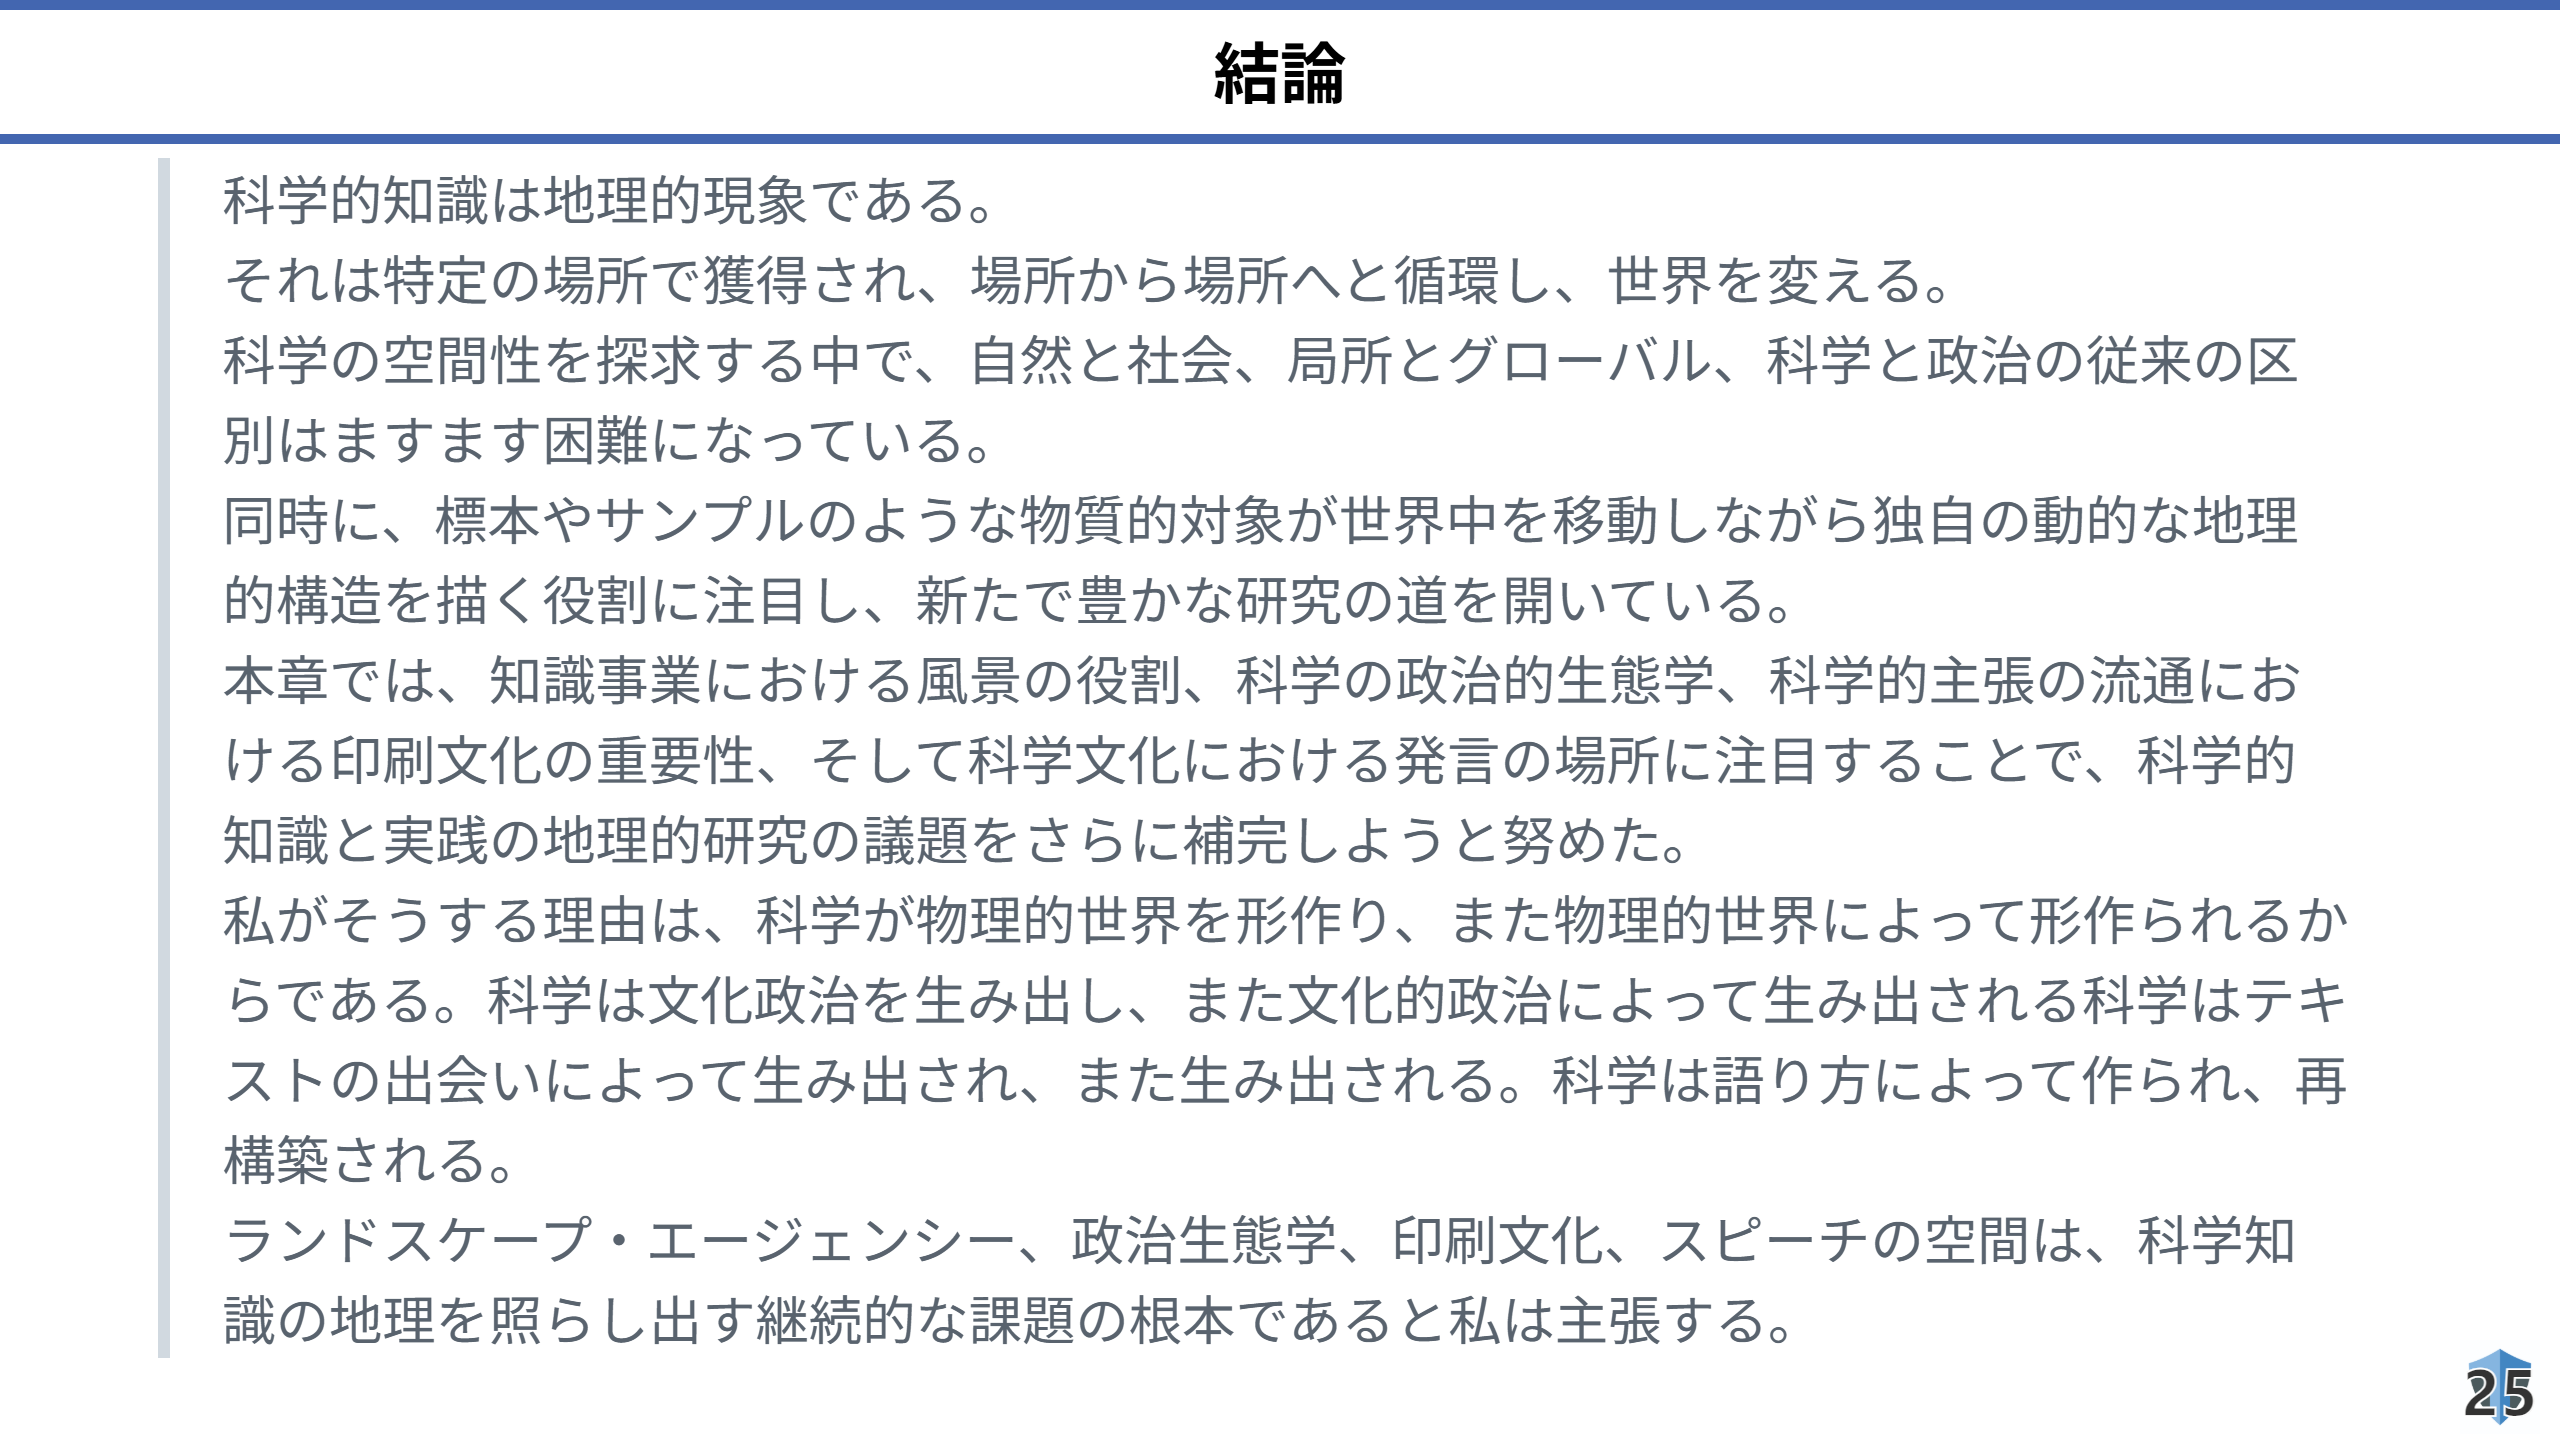 結論
科学的知識は地理的現象である。
それは特定の場所で獲得され、場所から場所へと循環し、世界を変える。
科学の空間性を探求する中で、自然と社会、局所とグローバル、科学と政治の従来の区
別はますます困難になっている。
同時に、標本やサンプルのような物質的対象が世界中を移動しながら独自の動的な地理
的構造を描く役割に注目し、新たで豊かな研究の道を開いている。
本章では、知識事業における風景の役割、科学の政治的生態学、科学的主張の流通にお
ける印刷文化の重要性、そして科学文化における発言の場所に注目することで、科学的
知識と実践の地理的研究の議題をさらに補完しようと努めた。
私がそうする理由は、科学が物理的世界を形作り、また物理的世界によって形作られるか
らである。科学は文化政治を生み出し、また文化的政治によって生み出される科学はテキ
ストの出会いによって生み出され、また生み出される。科学は語り方によって作られ、再
構築される。
ランドスケープ・エージェンシー、政治生態学、印刷文化、スピーチの空間は、科学知
識の地理を照らし出す継続的な課題の根本であると私は主張する。
25